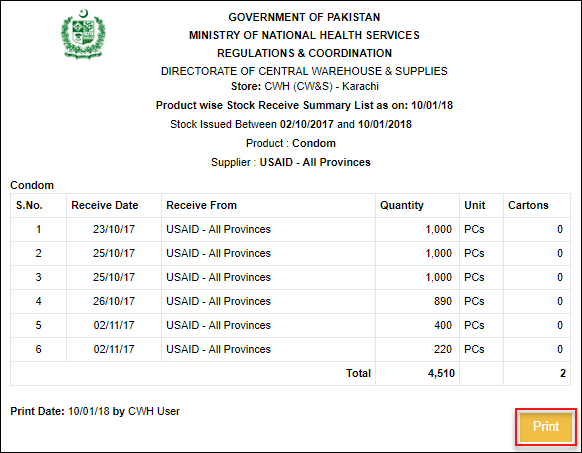 GOVERNMENT OF PAKISTAN
MINISTRY OF NATIONAL HEALTH SERVICES
REGULATIONS & COORDINATION
DIRECTORATE OF CENTRAL WAREHOUSE & SUPPLIES
Store: CWH (CW&S) - Karachi
Product wise Stock Receive Summary List as on: 10/01/18
Stock Issued Between 02/10/2017 and 10/01/2018
Product : Condom
Supplier : USAID - All Provinces
Condom
S.No. Receive Date Receive From Quantity Unit Cartons
1 23/10/17 USAID - All Provinces 1,000 PCs 0
2 25/10/17 USAID - All Provinces 1,000 PCs 0
3 25/10/17 USAID - All Provinces 1,000 PCs 0
4 26/10/17 USAID - All Provinces 890 PCs 0
5 02/11/17 USAID - All Provinces 400 PCs 0
6 02/11/17 USAID - All Provinces 220 PCs 0
Total 4,510 2
Print Date: 10/01/18 by CWH User
Print